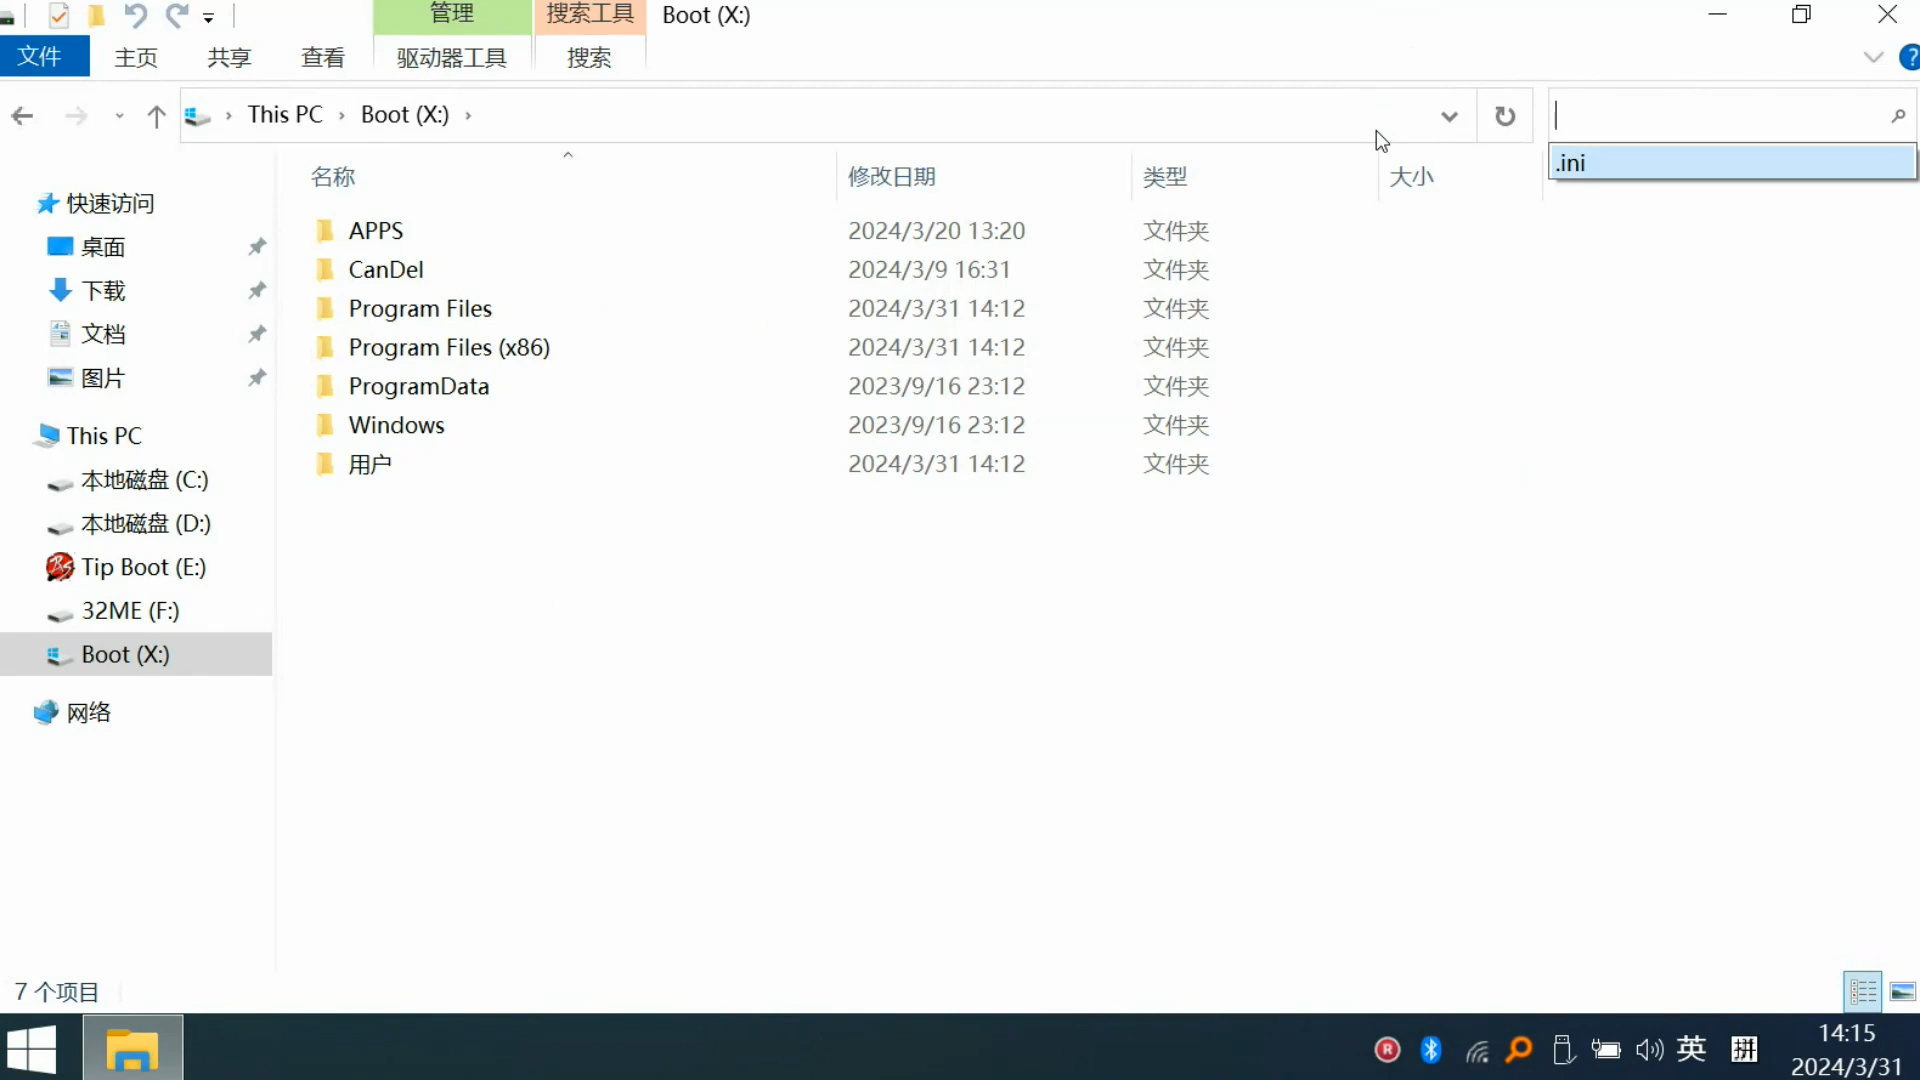 管理
搜索工具
Boot (X:)
文件
主页
共享
查看
驱动器工具
搜索
?
› This PC › Boot (X:) ›
.ini
名称
修改日期
类型
大小
快速访问
桌面
下载
文档
图片
This PC
本地磁盘 (C:)
本地磁盘 (D:)
Tip Boot (E:)
32ME (F:)
Boot (X:)
网络
APPS 2024/3/20 13:20 文件夹
CanDel 2024/3/9 16:31 文件夹
Program Files 2024/3/31 14:12 文件夹
Program Files (x86) 2024/3/31 14:12 文件夹
ProgramData 2023/9/16 23:12 文件夹
Windows 2023/9/16 23:12 文件夹
用户 2024/3/31 14:12 文件夹
7 个项目
R
英
拼
14:15
2024/3/31